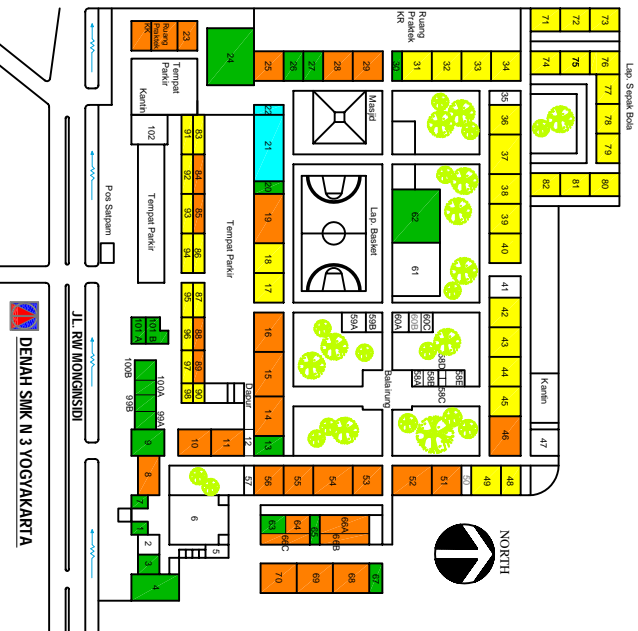 71
72
73
74
75
76
77
78
79
80
81
82
Lap. Sepak Bola
Ruang
Praktek
KR
Ruang
Praktek
KK
23
24
25
26
27
28
29
30
31
32
33
34
35
36
37
38
39
40
41
42
43
44
45
46
47
48
49
50
51
52
53
54
55
56
57
Kantin
Tempat
Parkir
Kantin
102
Tempat Parkir
Pos Satpam
Masjid
22
21
20
19
18
17
16
15
14
13
12
11
10
9
8
7
1
2
3
4
5
6
91
83
92
84
93
85
94
86
95
87
96
88
97
89
98
90
Tempat Parkir
Lap. Basket
62
61
59A
59B
60A
60B
60C
58A
58B
58C
58D
58E
Balairung
Dapur
101 A
101 B
100A
100B
99A
99B
63
64
65
66A
66B
66C
67
68
69
70
NORTH
JL. RW MONGINSIDI
DENAH SMK N 3 YOGYAKARTA